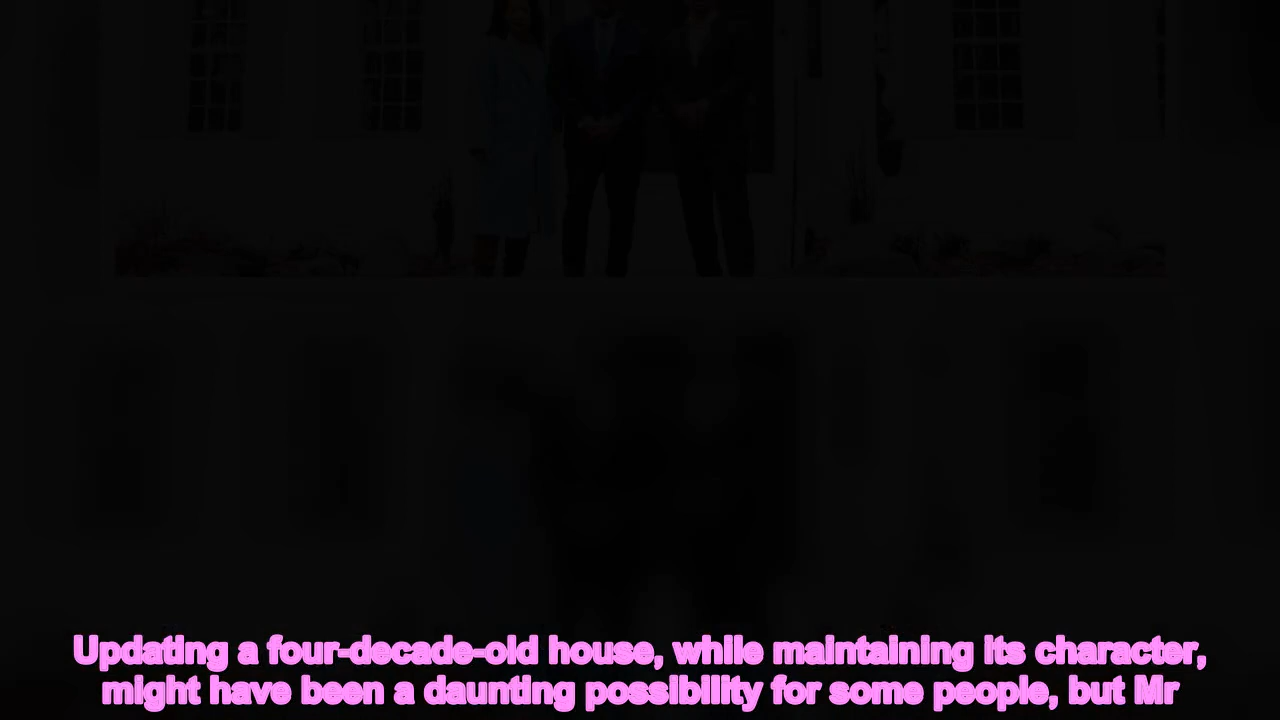 Updating a four-decade-old house, while maintaining its character,
might have been a daunting possibility for some people, but Mr